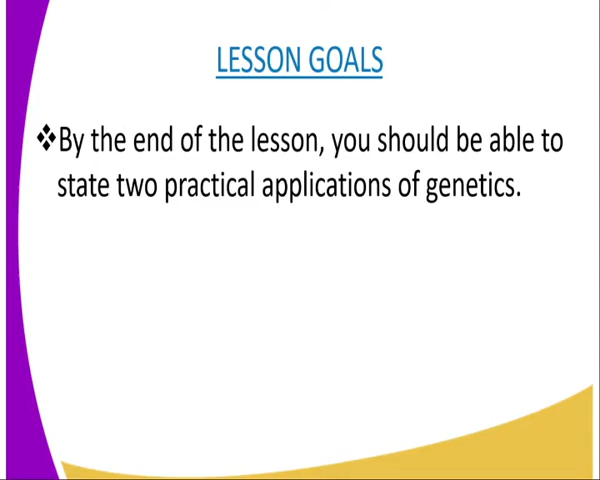 LESSON GOALS
❖By the end of the lesson, you should be able to
state two practical applications of genetics.